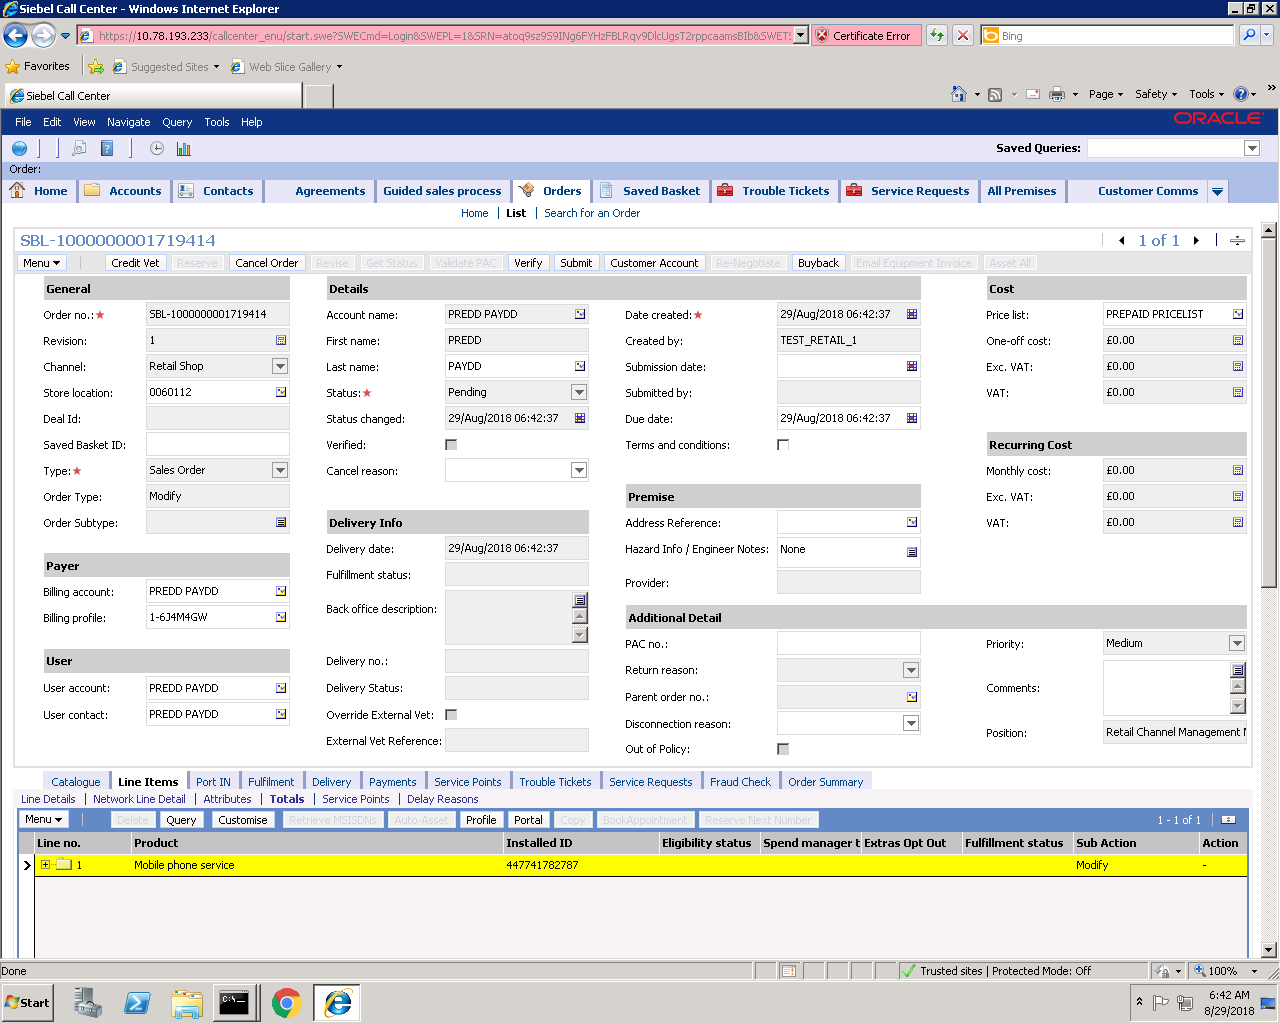 Siebel Call Center - Windows Internet Explorer
https://10.78.193.233/callcenter_enu/start.swe?SWECmd=Login&SWEPL=1&SRN= Certificate Error Bing
Favorites Suggested Sites Web Slice Gallery
Siebel Call Center Page Safety Tools
File Edit View Navigate Query Tools Help ORACLE
Saved Queries:
Order:
Home Accounts Contacts Agreements Guided sales process Orders Saved Basket Trouble Tickets Service Requests All Premises Customer Comms
Home List Search for an Order
SBL-1000000001719414 1 of 1
Menu Credit Vet Reserve Cancel Order Revise Get Status Validate PAC Verify Submit Customer Account Re-Negotiate Buyback Email Equipment Invoice Asset All
General Details Cost
Order no.:* SBL-1000000001719414 Account name: PREDD PAYDD Date created:* 29/Aug/2018 06:42:37 Price list: PREPAID PRICELIST
Revision: 1 First name: PREDD Created by: TEST_RETAIL_1 One-off cost: £0.00
Channel: Retail Shop Last name: PAYDD Submission date: Exc. VAT: £0.00
Store location: 0060112 Status:* Pending Submitted by: VAT: £0.00
Deal Id: Status changed: 29/Aug/2018 06:42:37 Due date: 29/Aug/2018 06:42:37
Saved Basket ID: Verified: Terms and conditions: Recurring Cost
Type:* Sales Order Cancel reason: Monthly cost: £0.00
Order Type: Modify Premise Exc. VAT: £0.00
Order Subtype: Delivery Info Address Reference: VAT: £0.00
Delivery date: 29/Aug/2018 06:42:37 Hazard Info / Engineer Notes: None
Payer Fulfillment status: Provider:
Billing account: PREDD PAYDD Back office description:
Billing profile: 1-6J4M4GW Additional Detail
PAC no.: Priority: Medium
User Delivery no.: Return reason:
User account: PREDD PAYDD Delivery Status: Parent order no.: Comments:
User contact: PREDD PAYDD Override External Vet: Disconnection reason:
External Vet Reference: Out of Policy: Position: Retail Channel Management
Catalogue Line Items Port IN Fulfilment Delivery Payments Service Points Trouble Tickets Service Requests Fraud Check Order Summary
Line Details Network Line Detail Attributes Totals Service Points Delay Reasons
Menu Delete Query Customise Retrieve MSISDNs Auto-Asset Profile Portal Copy BookAppointment Reserve Next Number 1 - 1 of 1
Line no. Product Installed ID Eligibility status Spend manager t Extras Opt Out Fulfillment status Sub Action Action
1 Mobile phone service 447741782787 Modify -
Done Trusted sites | Protected Mode: Off 100%
Start C:\ 6:42 AM
8/29/2018